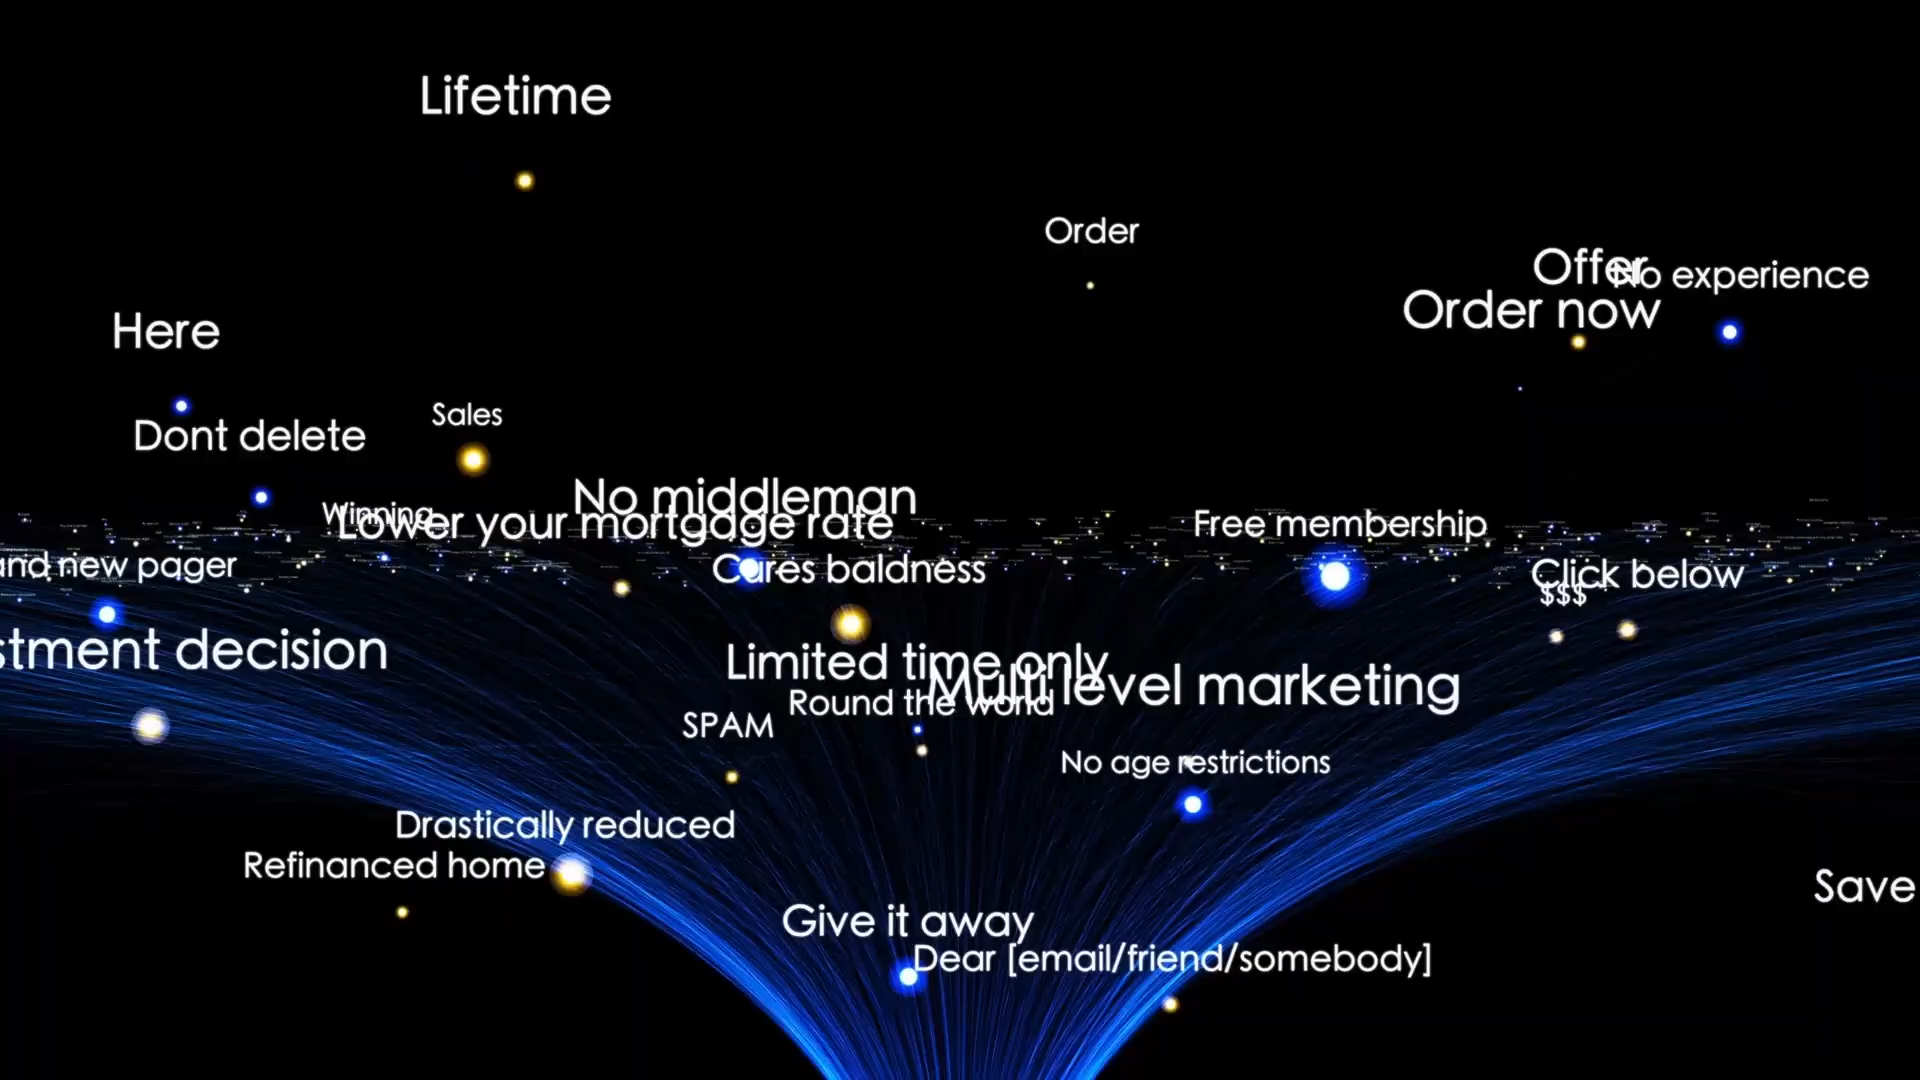 Lifetime
Order
Offer
No experience
Order now
Here
Sales
Dont delete
No middleman
Winning
Lower your mortgage rate
Free membership
nd new pager
Cures baldness
Click below
$$$
stment decision
Limited time only
Multi level marketing
Round the world
SPAM
No age restrictions
Drastically reduced
Refinanced home
Save
Give it away
Dear [email/friend/somebody]